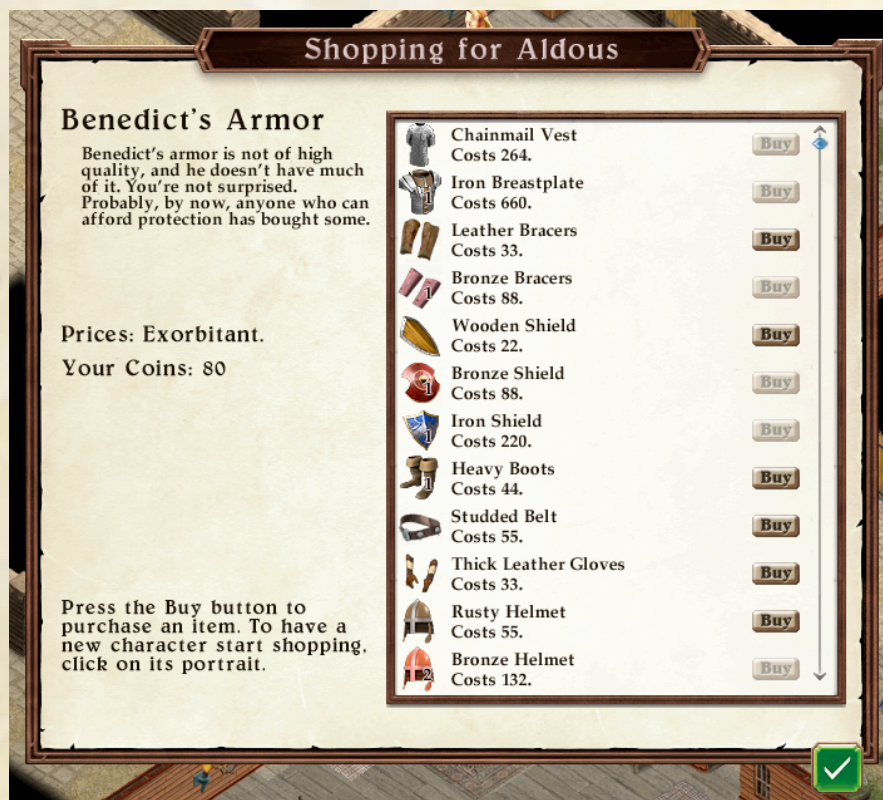 Shopping for Aldous
Benedict's Armor
Benedict's armor is not of high
quality, and he doesn't have much
of it. You're not surprised.
Probably, by now, anyone who can
afford protection has bought some.
Prices: Exorbitant.
Your Coins: 80
Press the Buy button to
purchase an item. To have a
new character start shopping,
click on its portrait.
Chainmail Vest
Costs 264.
Buy
1
Iron Breastplate
Costs 660.
Buy
Leather Bracers
Costs 33.
Buy
1
Bronze Bracers
Costs 88.
Buy
Wooden Shield
Costs 22.
Buy
1
Bronze Shield
Costs 88.
Buy
1
Iron Shield
Costs 220.
Buy
1
Heavy Boots
Costs 44.
Buy
Studded Belt
Costs 55.
Buy
Thick Leather Gloves
Costs 33.
Buy
Rusty Helmet
Costs 55.
Buy
2
Bronze Helmet
Costs 132.
Buy